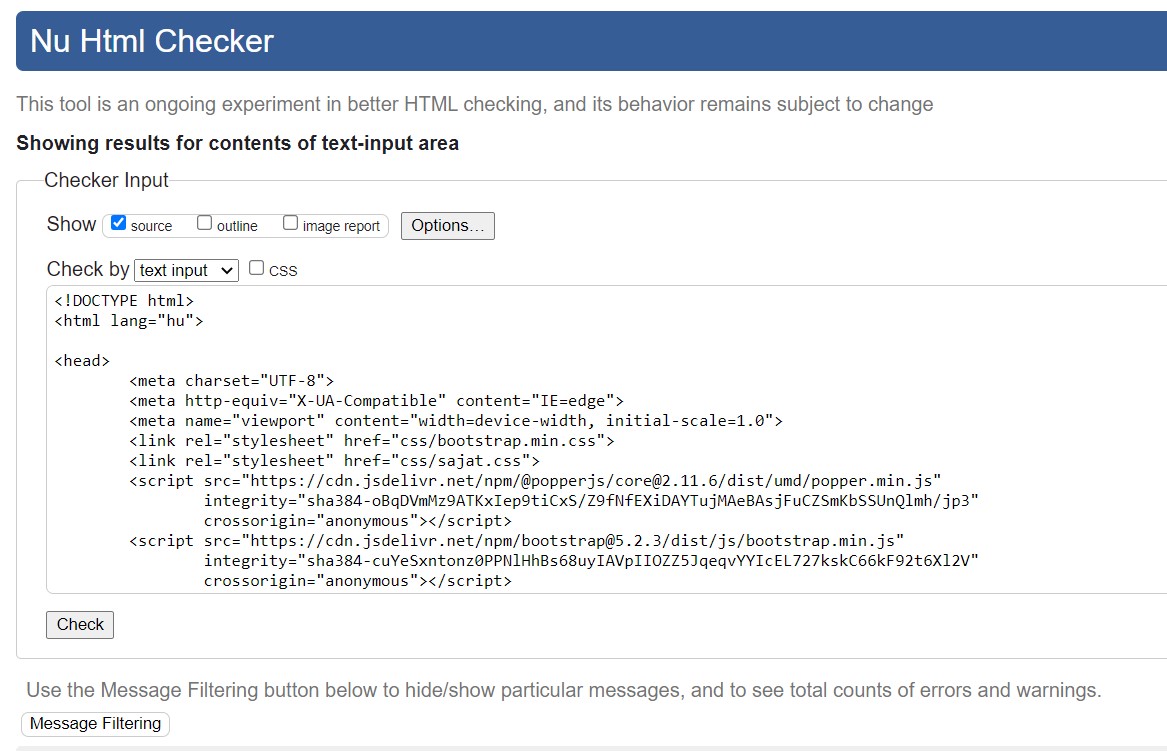 Nu Html Checker
This tool is an ongoing experiment in better HTML checking, and its behavior remains subject to change
Showing results for contents of text-input area
Checker Input
Show source outline image report Options...
Check by text input CSS
<!DOCTYPE html>
<html lang="hu">
<head>
<meta charset="UTF-8">
<meta http-equiv="X-UA-Compatible" content="IE=edge">
<meta name="viewport" content="width=device-width, initial-scale=1.0">
<link rel="stylesheet" href="css/bootstrap.min.css">
<link rel="stylesheet" href="css/sajat.css">
<script src="https://cdn.jsdelivr.net/npm/@popperjs/core@2.11.6/dist/umd/popper.min.js"
integrity="sha384-oBqDVmMz9ATKxIep9tiCxS/Z9fNfEXiDAYTujMAeBAsjFuCZSmKbSSUnQlmh/jp3"
crossorigin="anonymous"></script>
<script src="https://cdn.jsdelivr.net/npm/bootstrap@5.2.3/dist/js/bootstrap.min.js"
integrity="sha384-cuYeSxntonz0PPNlHhBs68uyIAVpIIOZZ5JqeqvYYIcEL727kskC66kF92t6Xl2V"
crossorigin="anonymous"></script>
Check
Use the Message Filtering button below to hide/show particular messages, and to see total counts of errors and warnings.
Message Filtering